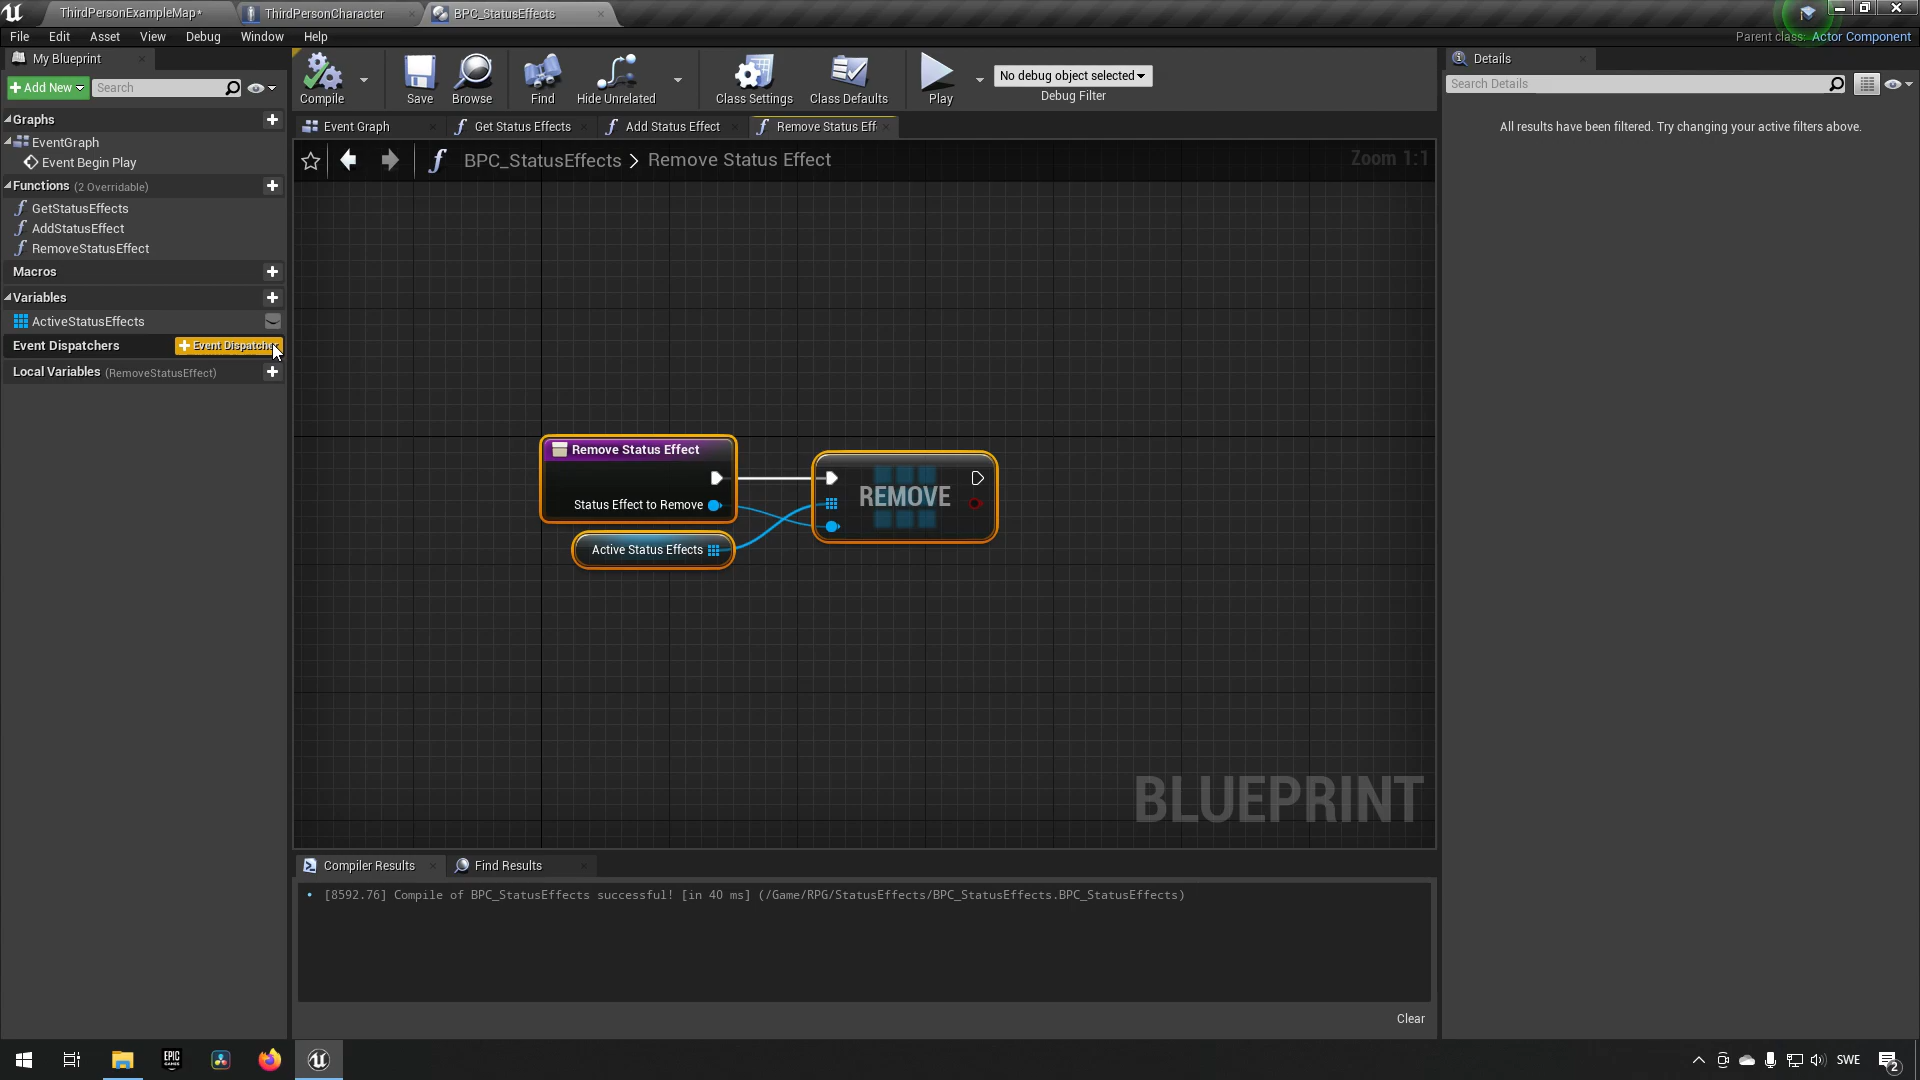 ThirdPersonExampleMap*
ThirdPersonCharacter
BPC_StatusEffects
File Edit Asset View Debug Window Help
Parent class: Actor Component
My Blueprint
Add New
Search
Compile
Save
Browse
Find
Hide Unrelated
Class Settings
Class Defaults
Play
No debug object selected
Debug Filter
Details
Search Details
All results have been filtered. Try changing your active filters above.
Graphs
EventGraph
Event Begin Play
Functions (2 Overridable)
GetStatusEffects
AddStatusEffect
RemoveStatusEffect
Macros
Variables
ActiveStatusEffects
Event Dispatchers
Event Dispatcher
Local Variables (RemoveStatusEffect)
Event Graph
Get Status Effects
Add Status Effect
Remove Status Eff
BPC_StatusEffects > Remove Status Effect
Zoom 1:1
Remove Status Effect
Status Effect to Remove
Active Status Effects
REMOVE
BLUEPRINT
Compiler Results
Find Results
• [8592.76] Compile of BPC_StatusEffects successful! [in 40 ms] (/Game/RPG/StatusEffects/BPC_StatusEffects.BPC_StatusEffects)
Clear
EPIC
GAMES
SWE
2